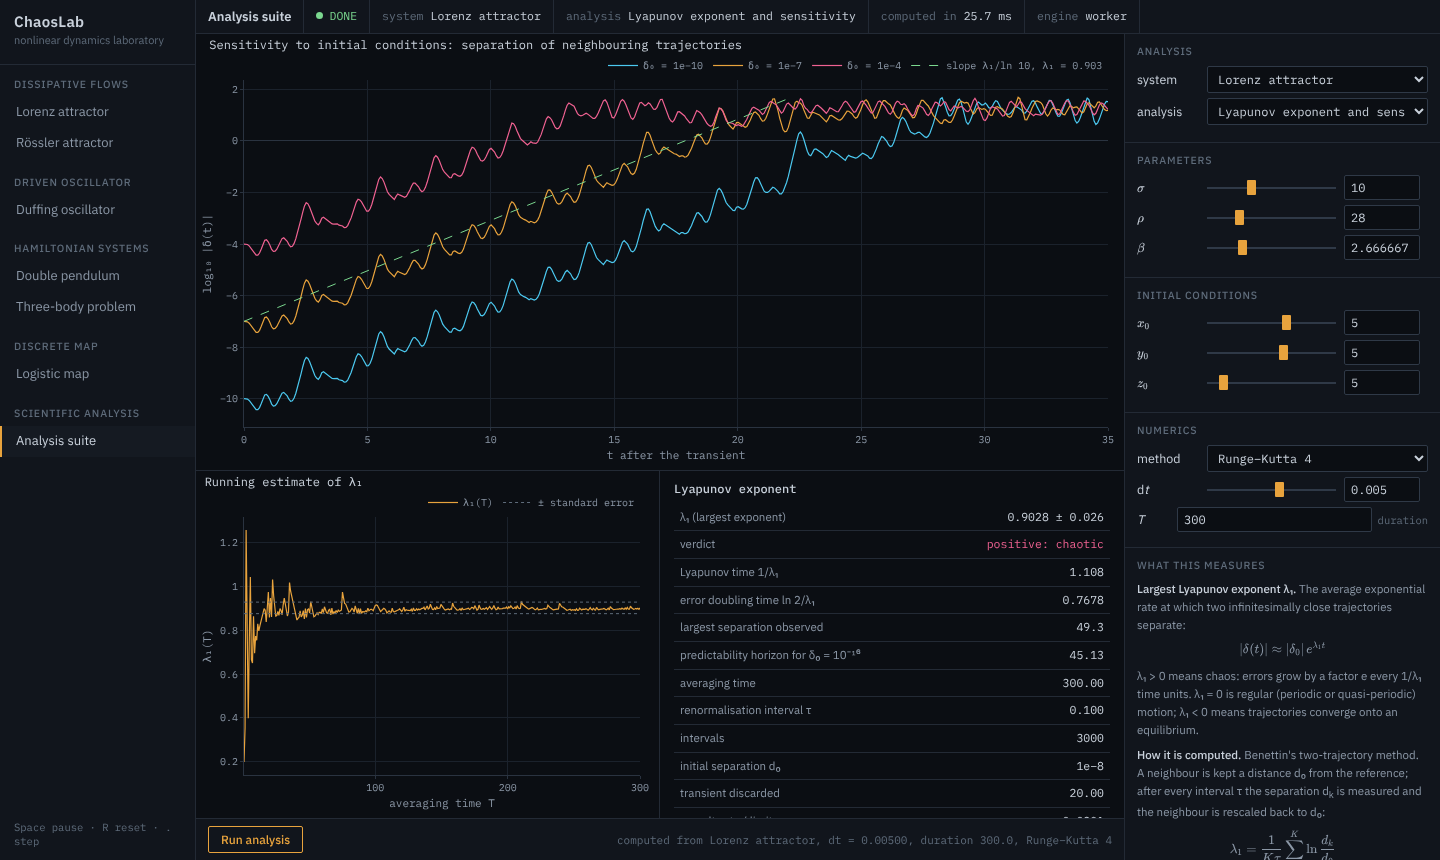 ChaosLab
nonlinear dynamics laboratory
DISSIPATIVE FLOWS
Lorenz attractor
Rössler attractor
DRIVEN OSCILLATOR
Duffing oscillator
HAMILTONIAN SYSTEMS
Double pendulum
Three-body problem
DISCRETE MAP
Logistic map
SCIENTIFIC ANALYSIS
Analysis suite
Space pause · R reset · .
step
Analysis suite
DONE
system Lorenz attractor
analysis Lyapunov exponent and sensitivity
computed in 25.7 ms
engine worker
Sensitivity to initial conditions: separation of neighbouring trajectories
δ₀ = 1e-10 δ₀ = 1e-7 δ₀ = 1e-4 slope λ₁/ln 10, λ₁ = 0.903
log₁₀ |δ(t)|
2
0
−2
−4
−6
−8
−10
0 5 10 15 20 25 30 35
t after the transient
Running estimate of λ₁
λ₁(T) ± standard error
λ₁(T)
1.2
1
0.8
0.6
0.4
0.2
100 200 300
averaging time T
Lyapunov exponent
λ₁ (largest exponent) 0.9028 ± 0.026
verdict positive: chaotic
Lyapunov time 1/λ₁ 1.108
error doubling time ln 2/λ₁ 0.7678
largest separation observed 49.3
predictability horizon for δ₀ = 10⁻¹⁶ 45.13
averaging time 300.00
renormalisation interval τ 0.100
intervals 3000
initial separation d₀ 1e−8
transient discarded 20.00
Run analysis
computed from Lorenz attractor, dt = 0.00500, duration 300.0, Runge-Kutta 4
ANALYSIS
system Lorenz attractor
analysis Lyapunov exponent and sens
PARAMETERS
σ 10
ρ 28
β 2.666667
INITIAL CONDITIONS
x₀ 5
y₀ 5
z₀ 5
NUMERICS
method Runge-Kutta 4
dt 0.005
T 300 duration
WHAT THIS MEASURES
Largest Lyapunov exponent λ₁. The average exponential
rate at which two infinitesimally close trajectories
separate:
|δ(t)| ≈ |δ₀| e^{λ₁t}
λ₁ > 0 means chaos: errors grow by a factor e every 1/λ₁
time units. λ₁ = 0 is regular (periodic or quasi-periodic)
motion; λ₁ < 0 means trajectories converge onto an
equilibrium.
How it is computed. Benettin's two-trajectory method.
A neighbour is kept a distance d₀ from the reference;
after every interval τ the separation dₖ is measured and
the neighbour is rescaled back to d₀:
λ₁ = 1/(Kτ) ∑ᴷ ln dₖ/d₀